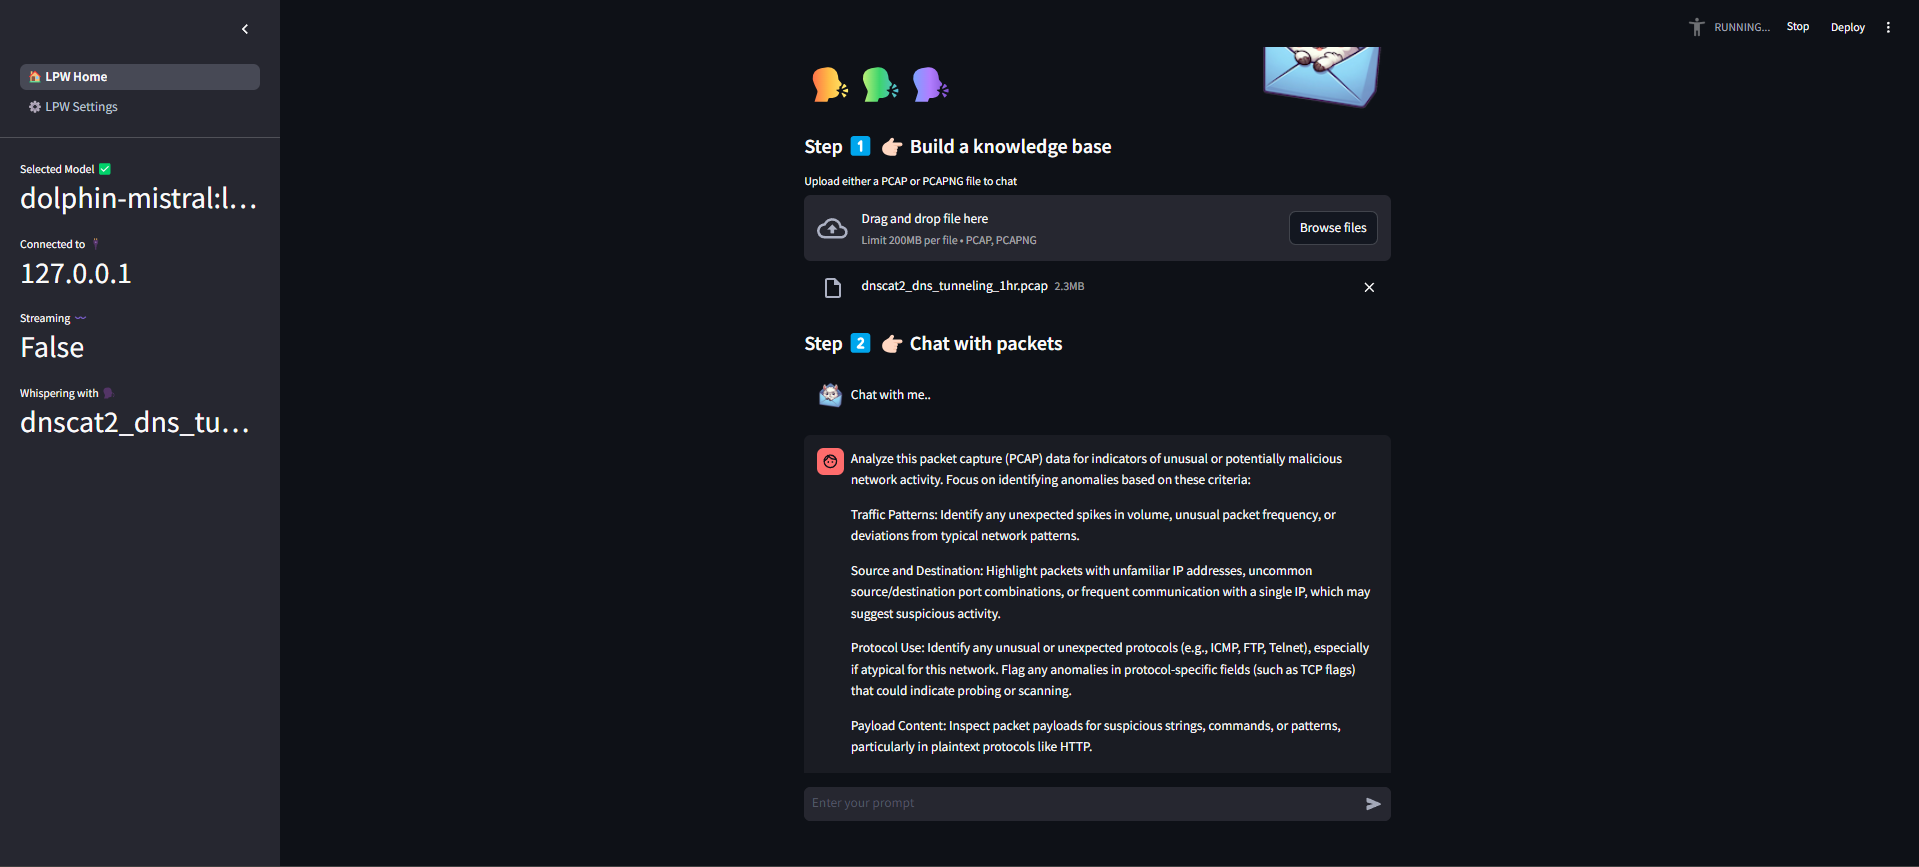 RUNNING...
Stop
Deploy
LPW Home
LPW Settings
Selected Model
dolphin-mistral:l...
Connected to
127.0.0.1
Streaming
False
Whispering with
dnscat2_dns_tu...
Step 1 Build a knowledge base
Upload either a PCAP or PCAPNG file to chat
Drag and drop file here
Limit 200MB per file • PCAP, PCAPNG
Browse files
dnscat2_dns_tunneling_1hr.pcap 2.3MB
Step 2 Chat with packets
Chat with me..
Analyze this packet capture (PCAP) data for indicators of unusual or potentially malicious
network activity. Focus on identifying anomalies based on these criteria:
Traffic Patterns: Identify any unexpected spikes in volume, unusual packet frequency, or
deviations from typical network patterns.
Source and Destination: Highlight packets with unfamiliar IP addresses, uncommon
source/destination port combinations, or frequent communication with a single IP, which may
suggest suspicious activity.
Protocol Use: Identify any unusual or unexpected protocols (e.g., ICMP, FTP, Telnet), especially
if atypical for this network. Flag any anomalies in protocol-specific fields (such as TCP flags)
that could indicate probing or scanning.
Payload Content: Inspect packet payloads for suspicious strings, commands, or patterns,
particularly in plaintext protocols like HTTP.
Enter your prompt